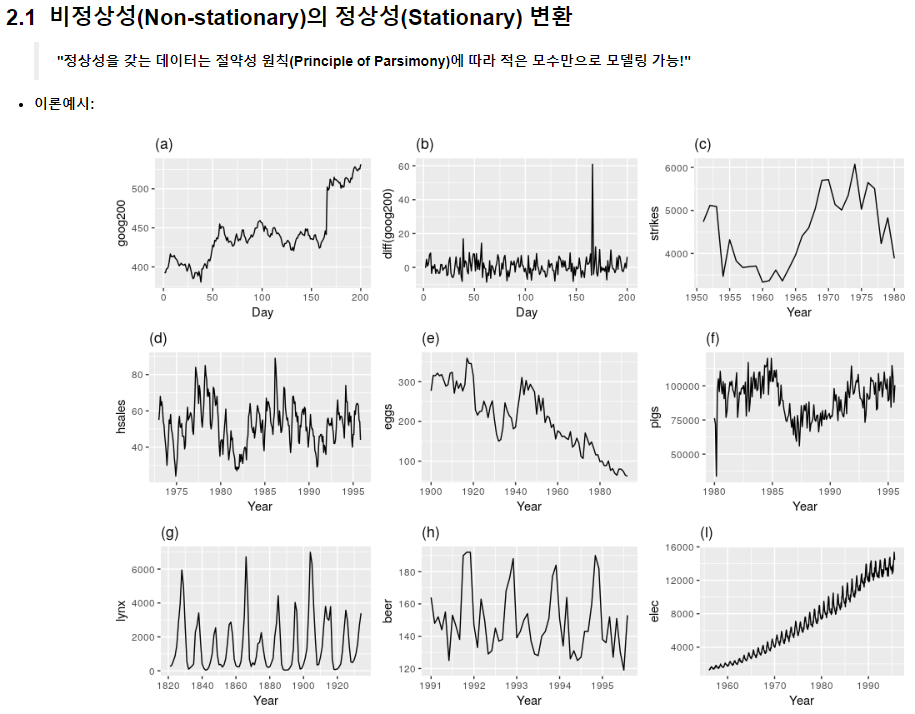 2.1 비정상성(Non-stationary)의 정상성(Stationary) 변환
"정상성을 갖는 데이터는 절약성 원칙(Principle of Parsimony)에 따라 적은 모수만으로 모델링 가능!"
• 이론예시:
(a) (b) (c)
goog200
500
450
400
0 50 100 150 200
Day
diff(goog200)
60
40
20
0
0 50 100 150 200
Day
strikes
6000
5000
4000
1950 1955 1960 1965 1970 1975 1980
Year
(d) (e) (f)
hsales
80
60
40
1975 1980 1985 1990 1995
Year
eggs
300
200
100
1900 1920 1940 1960 1980
Year
pigs
100000
75000
50000
1980 1985 1990 1995
Year
(g) (h) (i)
lynx
6000
4000
2000
0
1820 1840 1860 1880 1900 1920
Year
beer
180
160
140
120
1991 1992 1993 1994 1995
Year
elec
16000
12000
8000
4000
1960 1970 1980 1990
Year